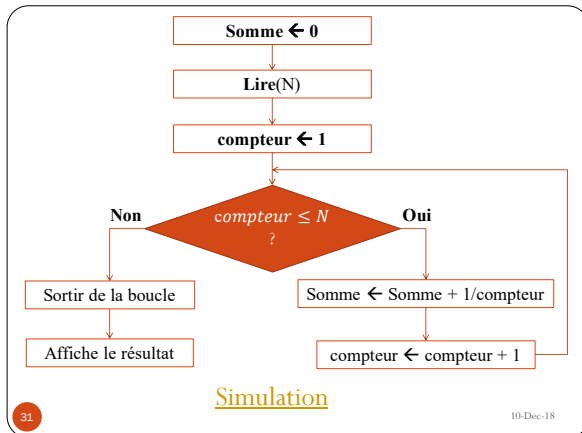 Somme ← 0
Lire(N)
compteur ← 1
compteur ≤ N
?
Non
Oui
Sortir de la boucle
Affiche le résultat
Somme ← Somme + 1/compteur
compteur ← compteur + 1
Simulation
31
10-Dec-18